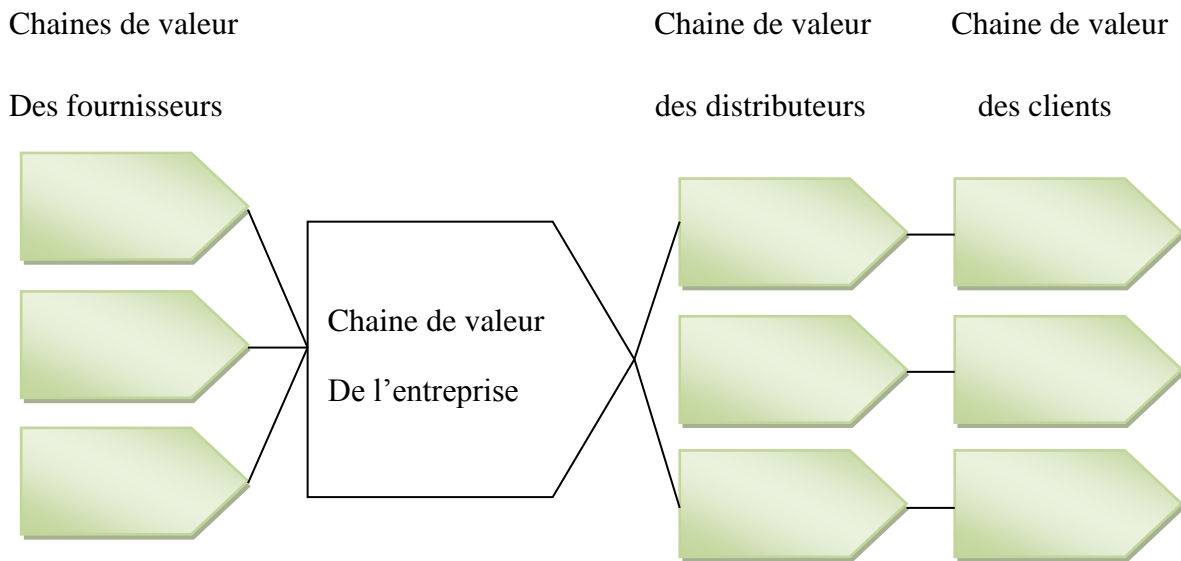 Chaines de valeur
Des fournisseurs
Chaine de valeur
des distributeurs
Chaine de valeur
des clients
Chaine de valeur
De l’entreprise